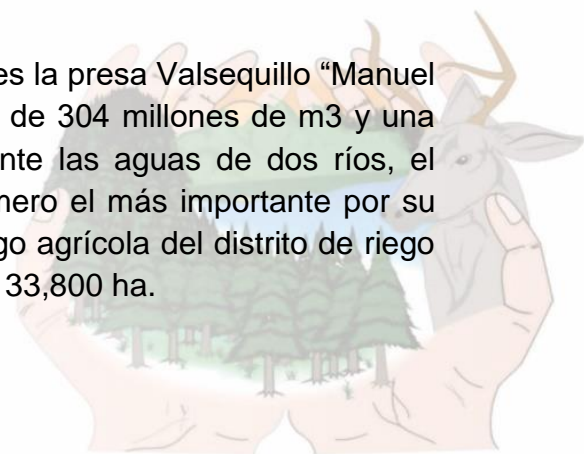 es la presa Valsequillo “Manuel
de 304 millones de m3 y una
nte las aguas de dos ríos, el
mero el más importante por su
go agrícola del distrito de riego
33,800 ha.